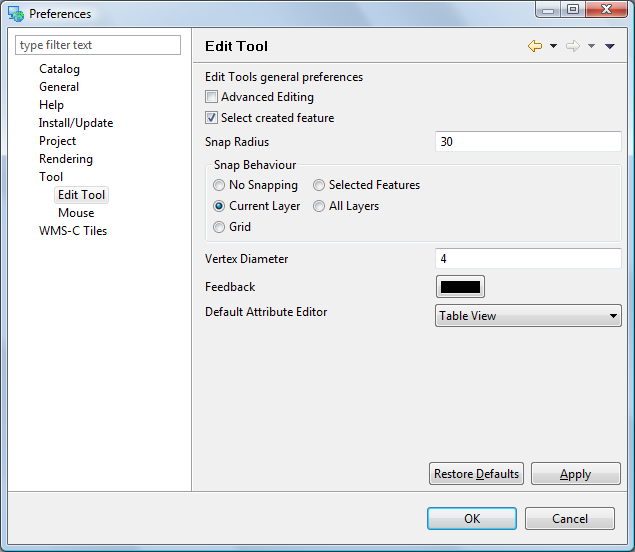 Preferences
type filter text
Catalog
General
Help
Install/Update
Project
Rendering
Tool
Edit Tool
Mouse
WMS-C Tiles
Edit Tool
Edit Tools general preferences
Advanced Editing
Select created feature
Snap Radius 30
Snap Behaviour
No Snapping Selected Features
Current Layer All Layers
Grid
Vertex Diameter 4
Feedback
Default Attribute Editor Table View
Restore Defaults Apply
OK Cancel